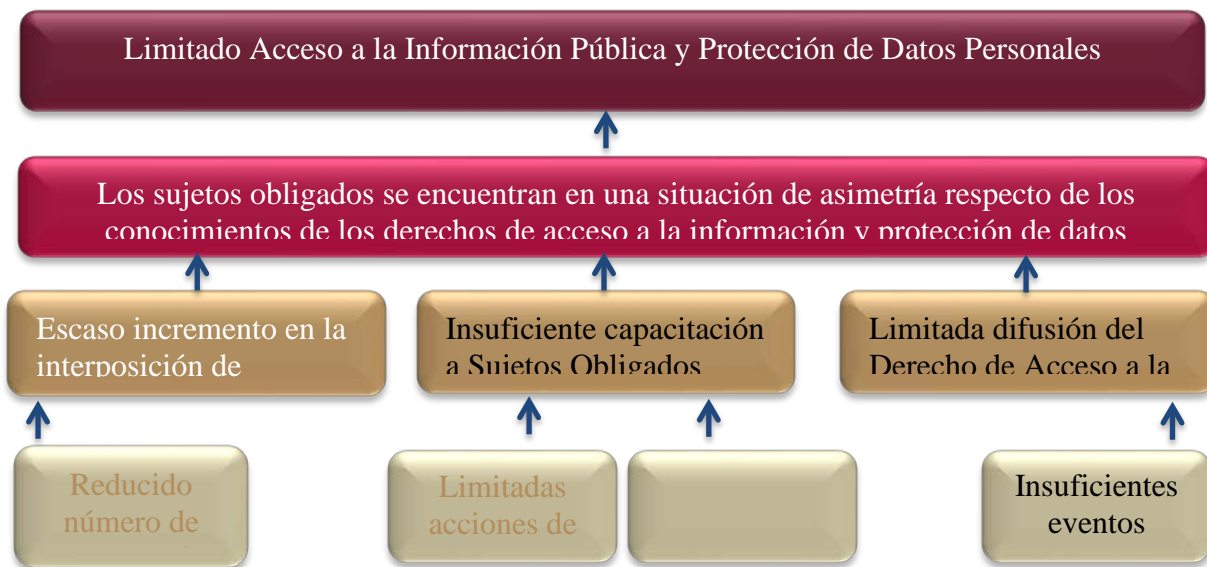 Limitado Acceso a la Información Pública y Protección de Datos Personales
Los sujetos obligados se encuentran en una situación de asimetría respecto de los
conocimientos de los derechos de acceso a la información y protección de datos
Escaso incremento en la
interposición de
Insuficiente capacitación
a Sujetos Obligados
Limitada difusión del
Derecho de Acceso a la
Reducido
número de
Limitadas
acciones de
Insuficientes
eventos